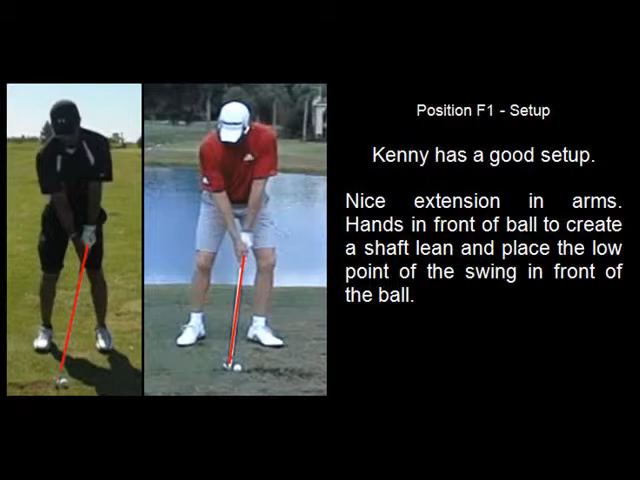 Position F1 - Setup
Kenny has a good setup.
Nice extension in arms.
Hands in front of ball to create
a shaft lean and place the low
point of the swing in front of
the ball.